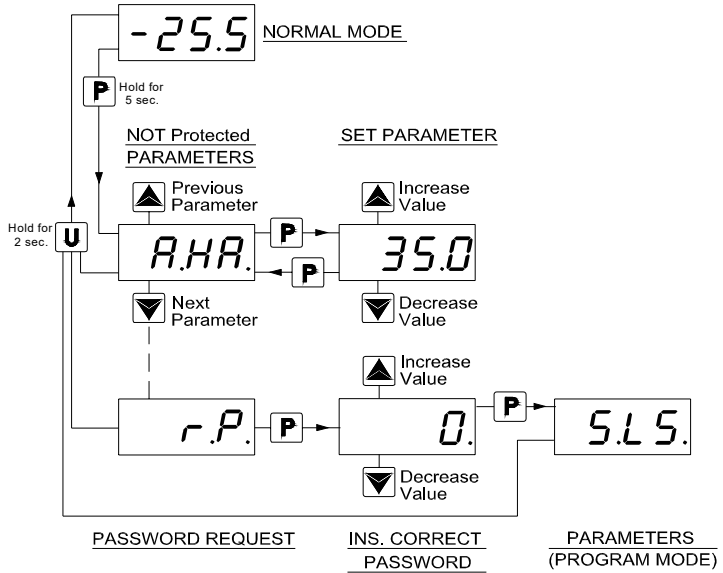 -25.5
NORMAL MODE
P
Hold for
5 sec.
NOT Protected
PARAMETERS
SET PARAMETER
Previous
Parameter
Increase
Value
Hold for
2 sec.
U
A.HA.
P
P
35.0
Next
Parameter
Decrease
Value
Increase
Value
r.P.
P
0.
P
S.L.S.
Decrease
Value
PASSWORD REQUEST
INS. CORRECT
PASSWORD
PARAMETERS
(PROGRAM MODE)